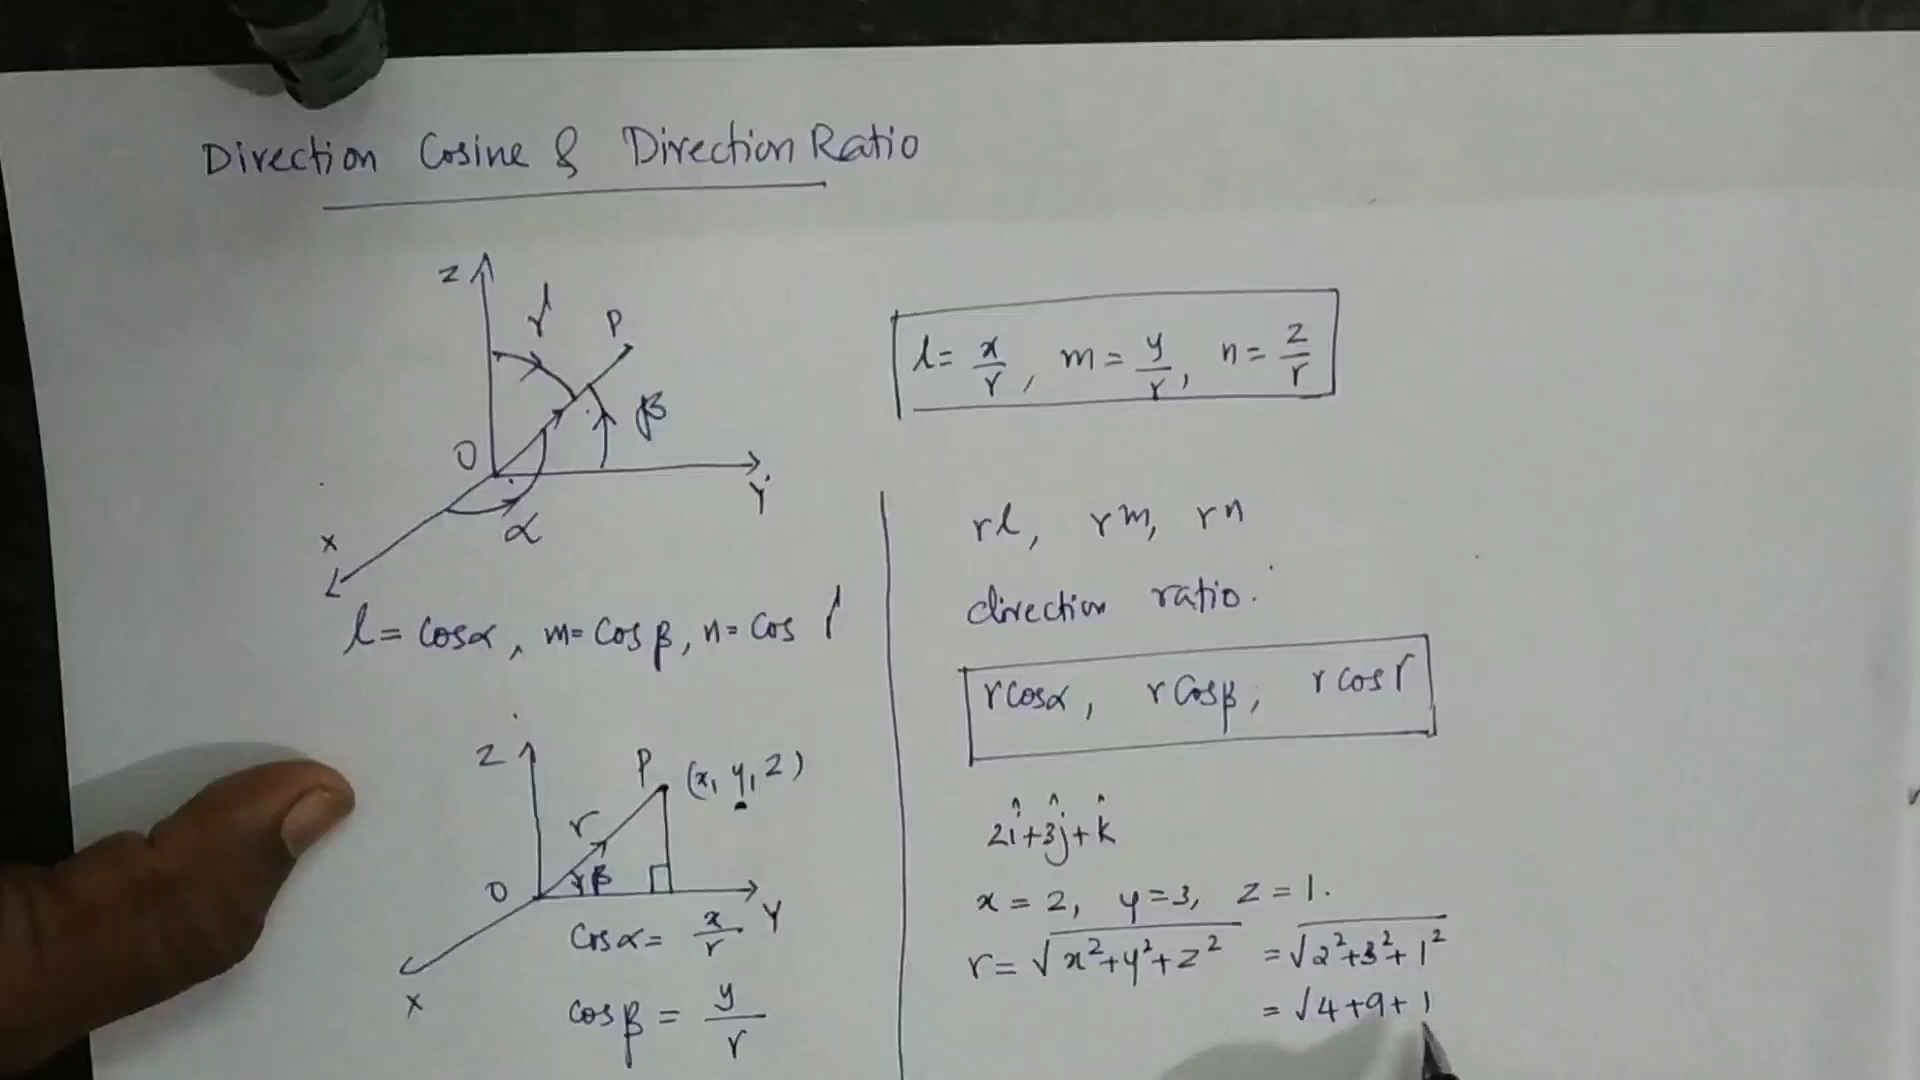 Direction Cosine & Direction Ratio
Z
γ
P
β
O
Y
α
X
l = cosα, m = cosβ, n = cos γ
Z
P (x, y, z)
r
β
O
Y
X
cosα = x/r
cosβ = y/r
l = x/r, m = y/r, n = z/r
rl, rm, rn
direction ratio.
rcosα, rcosβ, rcosγ
2î+3ĵ+k̂
x = 2, y = 3, z = 1.
r = √x²+y²+z² = √2²+3²+1²
= √4+9+1